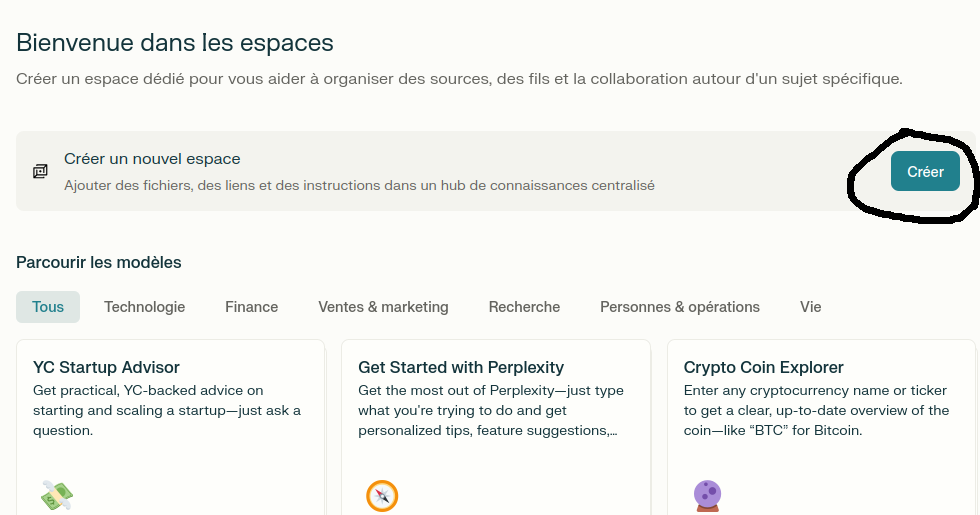 Bienvenue dans les espaces
Créer un espace dédié pour vous aider à organiser des sources, des fils et la collaboration autour d'un sujet spécifique.
Créer un nouvel espace
Ajouter des fichiers, des liens et des instructions dans un hub de connaissances centralisé
Créer
Parcourir les modèles
Tous Technologie Finance Ventes & marketing Recherche Personnes & opérations Vie
YC Startup Advisor
Get practical, YC-backed advice on
starting and scaling a startup—just ask a
question.
Get Started with Perplexity
Get the most out of Perplexity—just type
what you're trying to do and get
personalized tips, feature suggestions,…
Crypto Coin Explorer
Enter any cryptocurrency name or ticker
to get a clear, up-to-date overview of the
coin—like “BTC” for Bitcoin.